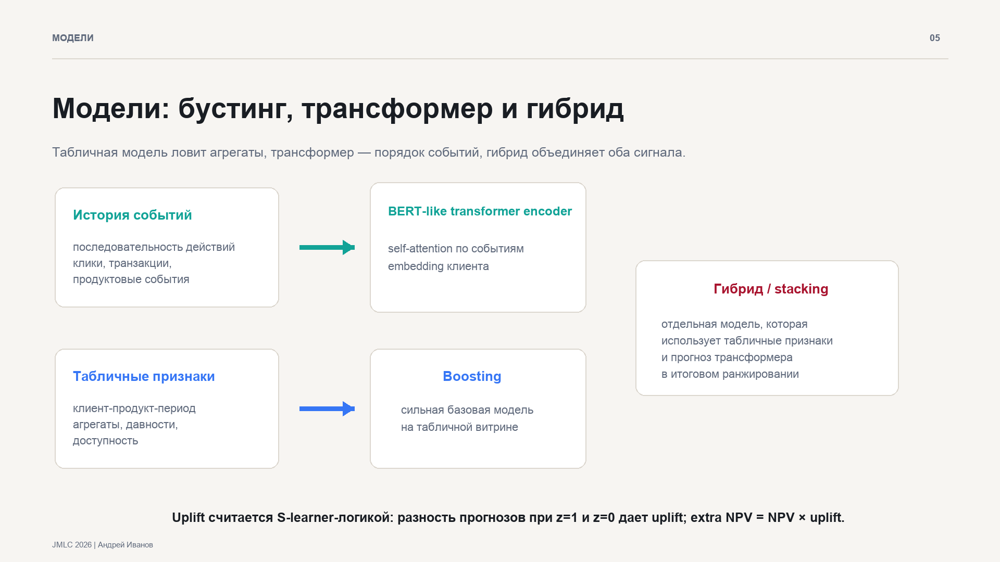 МОДЕЛИ
05
Модели: бустинг, трансформер и гибрид
Табличная модель ловит агрегаты, трансформер — порядок событий, гибрид объединяет оба сигнала.
История событий
последовательность действий
клики, транзакции,
продуктовые события
BERT-like transformer encoder
self-attention по событиям
embedding клиента
Гибрид / stacking
отдельная модель, которая
использует табличные признаки
и прогноз трансформера
в итоговом ранжировании
Табличные признаки
клиент-продукт-период
агрегаты, давности,
доступность
Boosting
сильная базовая модель
на табличной витрине
Uplift считается S-learner-логикой: разность прогнозов при z=1 и z=0 дает uplift; extra NPV = NPV × uplift.
JMLC 2026 | Андрей Иванов